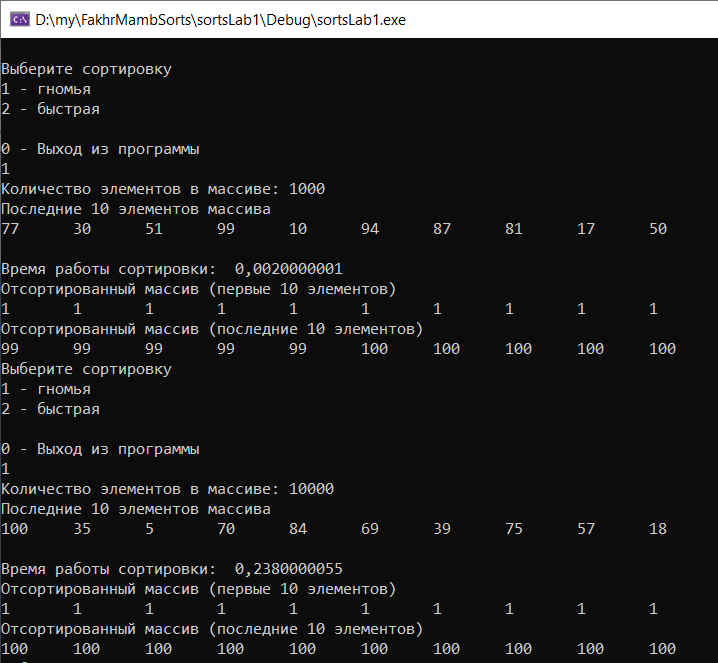 C:\ D:\my\FakhrMambSorts\sortsLab1\Debug\sortsLab1.exe
Выберите сортировку
1 - гномья
2 - быстрая
0 - Выход из программы
1
Количество элементов в массиве: 1000
Последние 10 элементов массива
77 30 51 99 10 94 87 81 17 50
Время работы сортировки:  0,0020000001
Отсортированный массив (первые 10 элементов)
1 1 1 1 1 1 1 1 1 1
Отсортированный массив (последние 10 элементов)
99 99 99 99 99 100 100 100 100 100
Выберите сортировку
1 - гномья
2 - быстрая
0 - Выход из программы
1
Количество элементов в массиве: 10000
Последние 10 элементов массива
100 35 5 70 84 69 39 75 57 18
Время работы сортировки:  0,2380000055
Отсортированный массив (первые 10 элементов)
1 1 1 1 1 1 1 1 1 1
Отсортированный массив (последние 10 элементов)
100 100 100 100 100 100 100 100 100 100